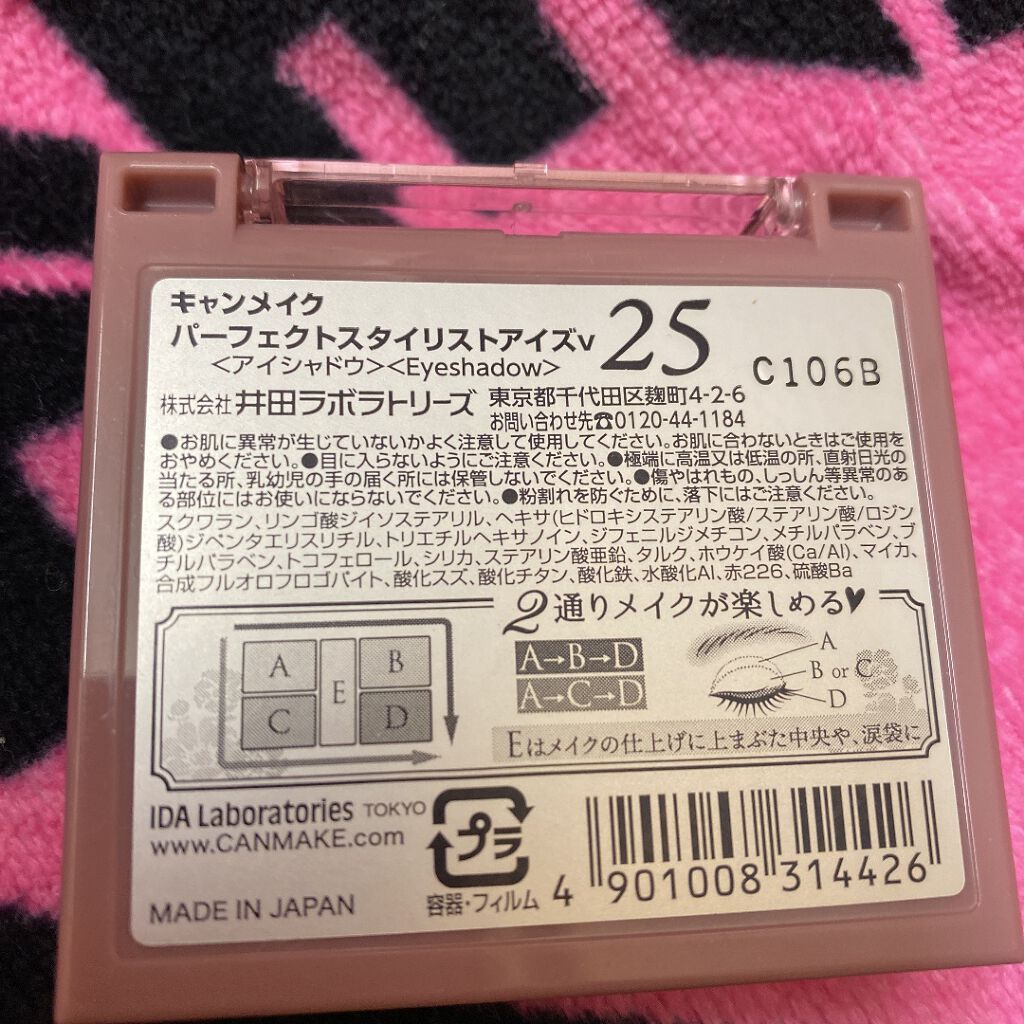 キャンメイク
パーフェクトスタイリストアイズv 25
<アイシャドウ><Eyeshadow>
C106B
株式会社 井田ラボラトリーズ 東京都千代田区麹町4-2-6
お問い合わせ先☎0120-44-1184
●お肌に異常が生じていないかよく注意して使用してください。お肌に合わないときはご使用を
おやめください。●目に入らないようにご注意ください。●極端に高温又は低温の所、直射日光の
当たる所、乳幼児の手の届く所には保管しないでください。●傷やはれもの、しっしん等異常のあ
る部位にはお使いにならないでください。●粉割れを防ぐために、落下にはご注意ください。
スクワラン、リンゴ酸ジイソステアリル、ヘキサ(ヒドロキシステアリン酸/ステアリン酸/ロジン
酸)ジペンタエリスリチル、トリエチルヘキサノイン、ジフェニルジメチコン、メチルパラベン、ブ
チルパラベン、トコフェロール、シリカ、ステアリン酸亜鉛、タルク、ホウケイ酸(Ca/Al)、マイカ、
合成フルオロフロゴパイト、酸化スズ、酸化チタン、酸化鉄、水酸化Al、赤226、硫酸Ba
2通りメイクが楽しめる♥
A B
E
C D
A→B→D
A→C→D
A
B or C
D
Eはメイクの仕上げに上まぶた中央や、涙袋に
IDA Laboratories TOKYO
www.CANMAKE.com
MADE IN JAPAN
プラ
容器・フィルム
4 901008 314426